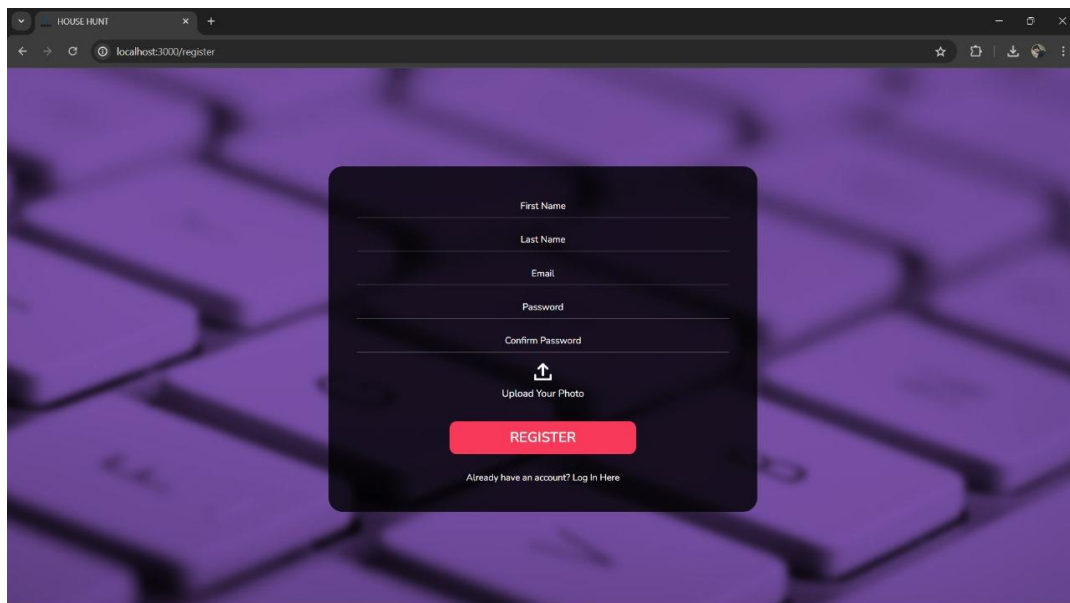 HOUSE HUNT
localhost:3000/register
First Name
Last Name
Email
Password
Confirm Password
Upload Your Photo
REGISTER
Already have an account? Log In Here